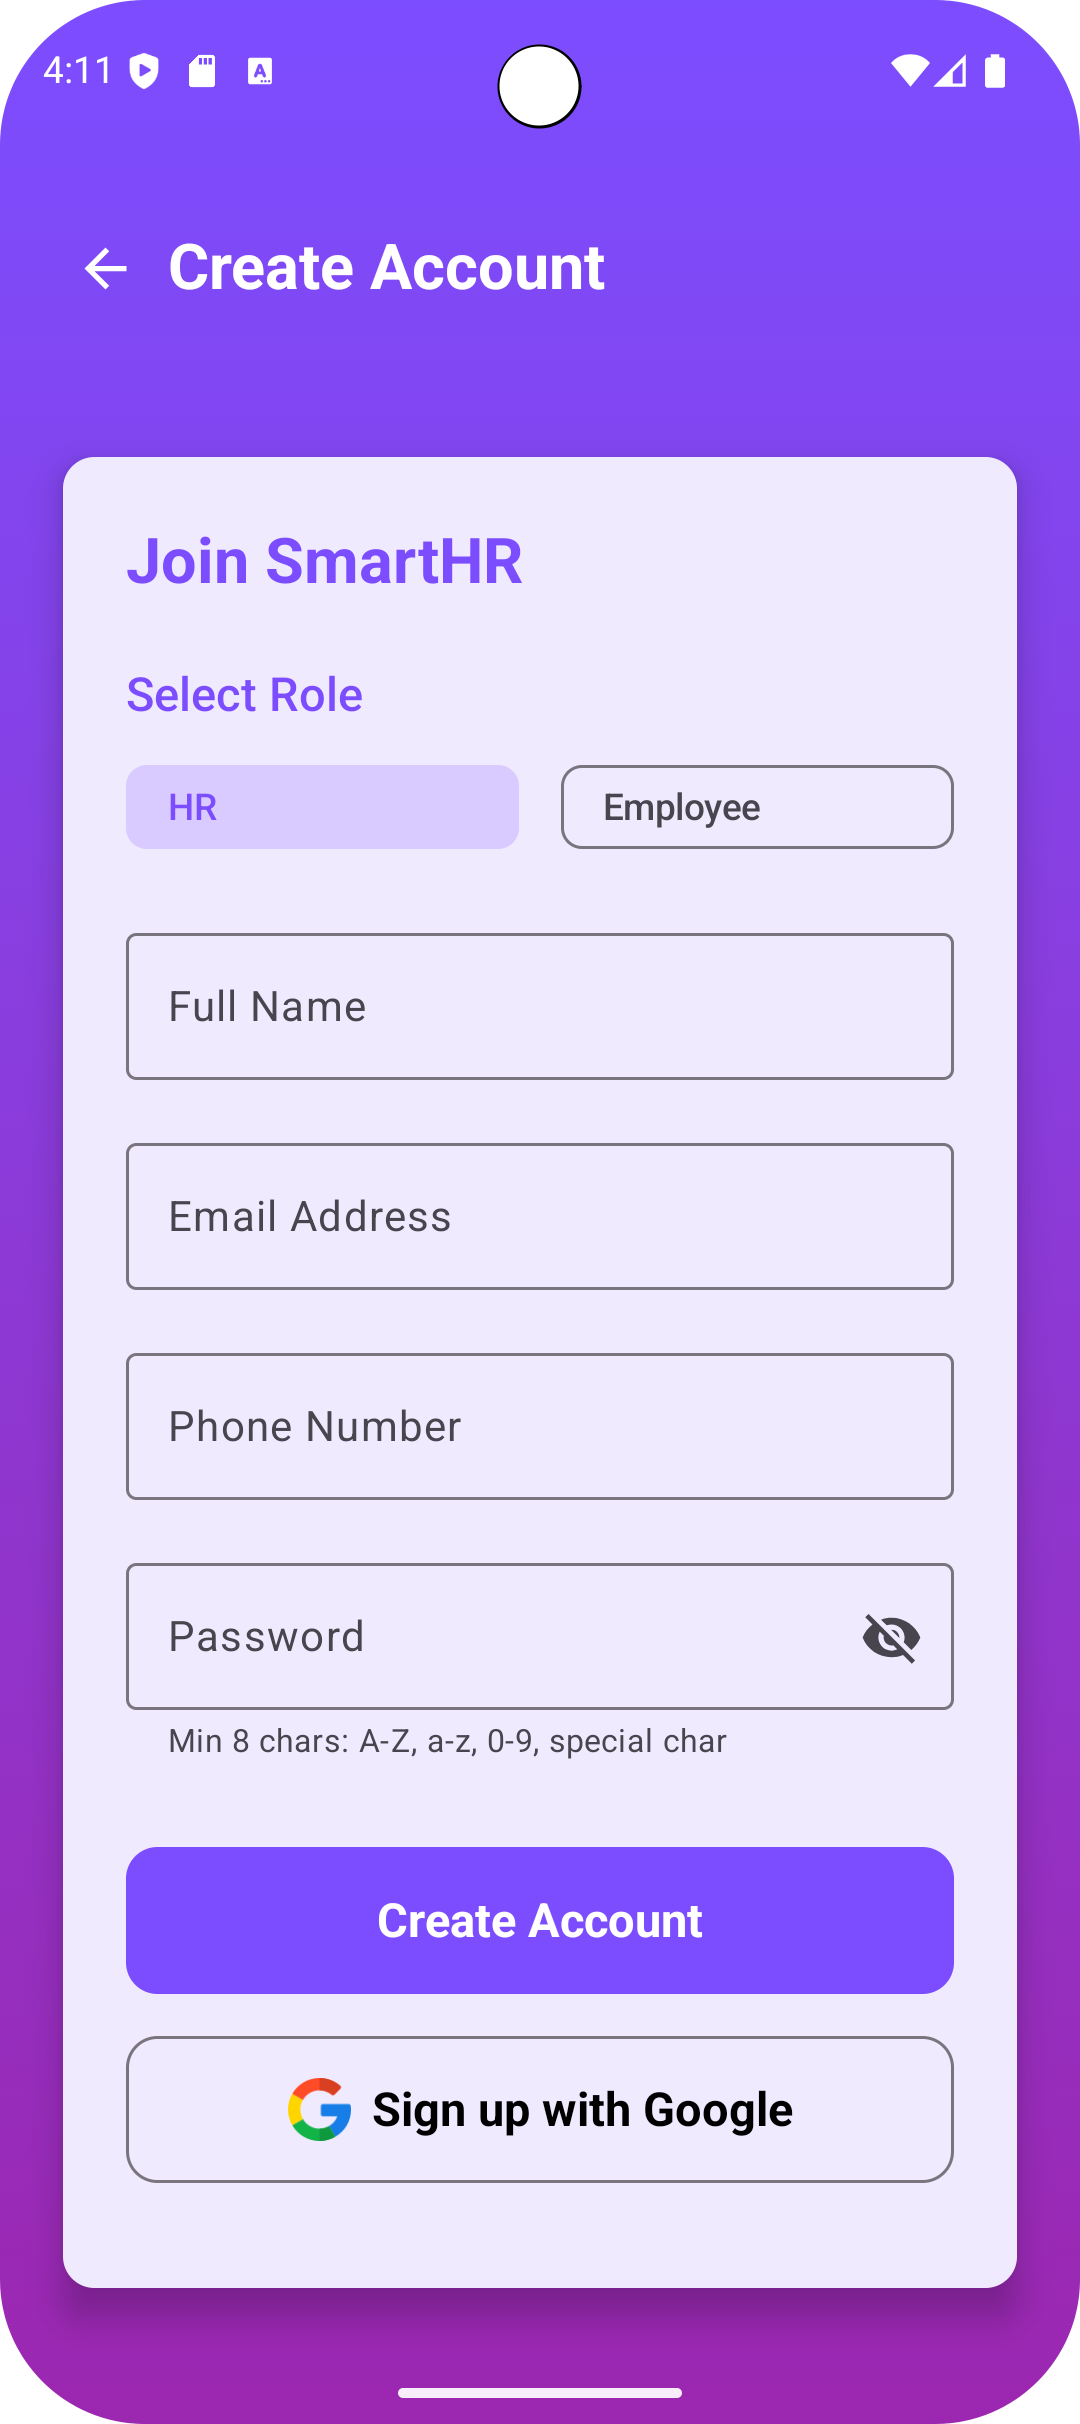 4:11
Create Account
Join SmartHR
Select Role
HR
Employee
Full Name
Email Address
Phone Number
Password
Min 8 chars: A-Z, a-z, 0-9, special char
Create Account
Sign up with Google